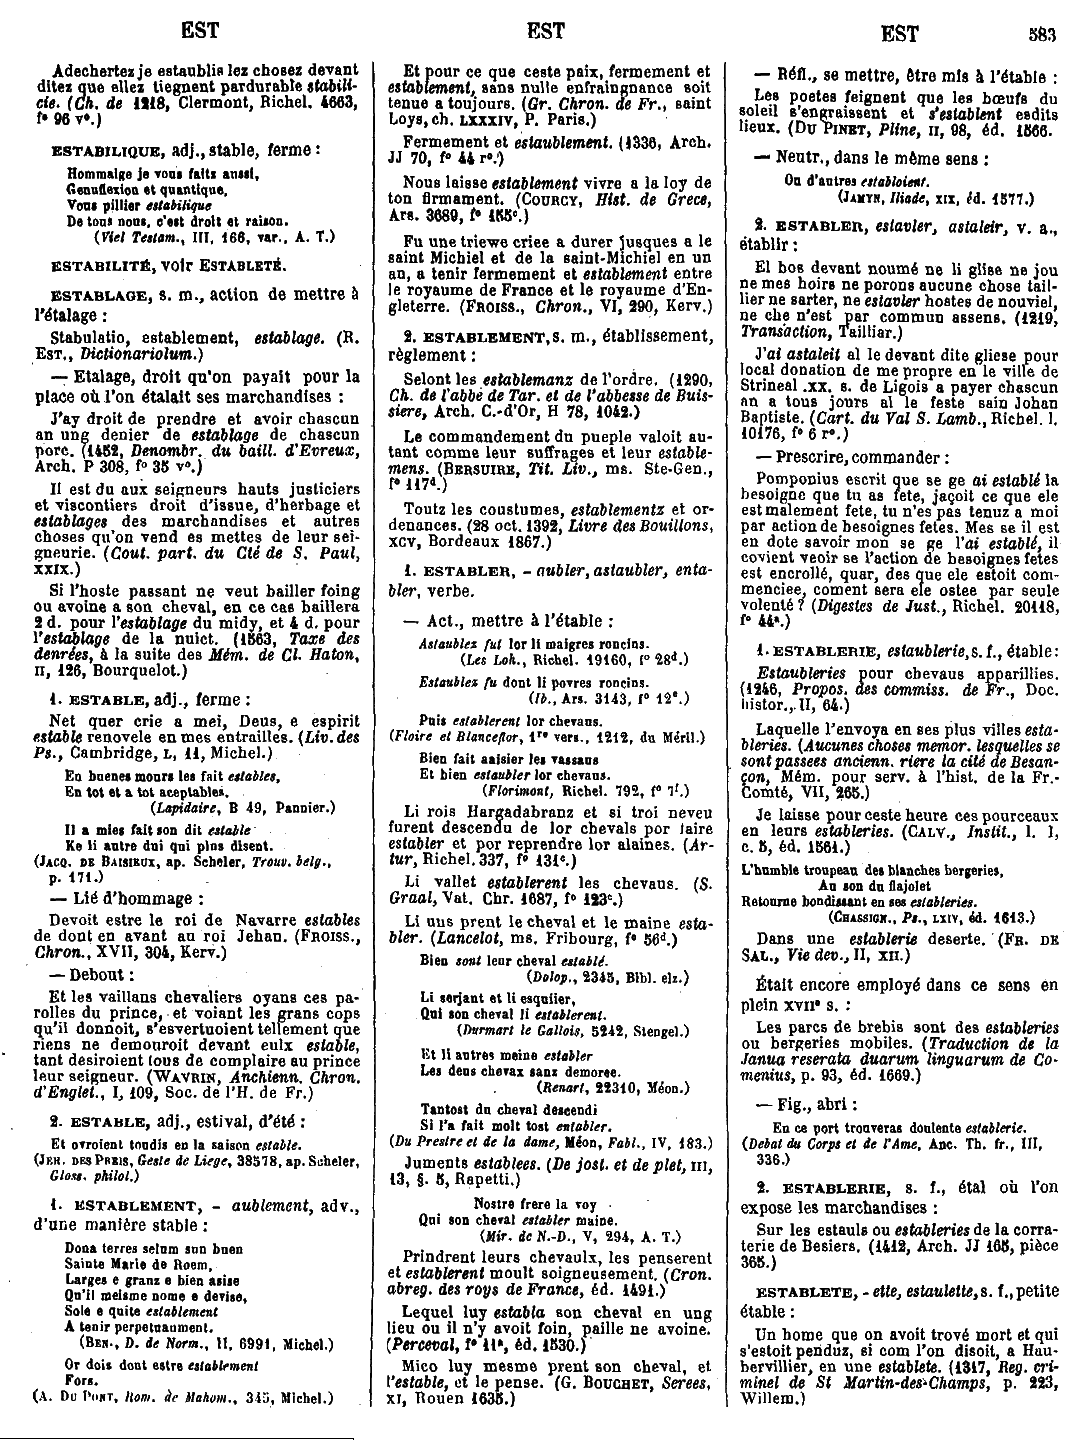 EST
EST
EST
583
Adechertez je estaublis lez chosez devant
ditez que ellez tiegnent pardurable stabili-
cie. (Ch. de 1218, Clermont, Richel. 4663,
f° 96 v°.)
ESTABILIQUE, adj., stable, ferme :
Hommaige je vous faits aussi,
Genuflexion et quantique,
Vous pillier estabilique
De tous nous, c'est droit et raison.
(Viel Testam., III, 166, var., A. T.)
ESTABILITÉ, voir ESTABLETÉ.
ESTABLAGE, s. m., action de mettre à
l'étalage :
Stabulatio, establement, establage. (R.
EST., Dictionariolum.)
— Etalage, droit qu'on payait pour la
place où l'on étalait ses marchandises :
J'ay droit de prendre et avoir chascun
an ung denier de establage de chascun
porc. (1452, Denombr. du baill. d'Evreux,
Arch. P 308, f° 35 v°.)
Il est du aux seigneurs hauts justiciers
et viscontiers droit d'issue, d'herbage et
establages des marchandises et autres
choses qu'on vend es mettes de leur sei-
gneurie. (Cout. part. du Cté de S. Paul,
XXIX.)
Si l'hoste passant ne veut bailler foing
ou avoine a son cheval, en ce cas baillera
2 d. pour l'establage du midy, et 4 d. pour
l'establage de la nuict. (1563, Taxe des
denrées, à la suite des Mém. de Cl. Haton,
II, 126, Bourquelot.)
1. ESTABLE, adj., ferme :
Net quer crie a mei, Deus, e espirit
estable renovele en mes entrailles. (Liv. des
Ps., Cambridge, L, 11, Michel.)
En buenes mours les fait estables,
En tot et a tot aceptables.
(Lapidaire, B 49, Pannier.)
Il a mies fait son dit estable
Ke li autre dui qui plus disent.
(JACQ. DE BAISIEUX, ap. Scheler, Trouv. belg.,
p. 171.)
— Lié d'hommage :
Devoit estre le roi de Navarre estables
de dont en avant au roi Jehan. (FROISS.,
Chron., XVII, 304, Kerv.)
— Debout :
Et les vaillans chevaliers oyans ces pa-
rolles du prince, et voiant les grans cops
qu'il donnoit, s'esvertuoient tellement que
riens ne demouroit devant eulx estable,
tant desiroient tous de complaire au prince
leur seigneur. (WAVRIN, Anchienn. Chron.
d'Englet., I, 109, Soc. de l'H. de Fr.)
2. ESTABLE, adj., estival, d'été :
Et ovroient toudis en la saison estable.
(JEH. DES PREIS, Geste de Liege, 38578, ap. Scheler,
Gloss. philol.)
1. ESTABLEMENT, - aublement, adv.,
d'une manière stable :
Dona terres selum sun buen
Sainte Marie de Roem,
Larges e granz e bien asise
Qu'il meisme nome e devise,
Sole e quite establement
A tenir perpetuaument.
(BEN., D. de Norm., II, 6991, Michel.)
Or dois dont estre establement
Fors.
(A. DU PONT, Rom. de Mahom., 345, Michel.)
Et pour ce que ceste paix, fermement et
establement, sans nulle enfraingnance soit
tenue a toujours. (Gr. Chron. de Fr., saint
Loys, ch. LXXXIV, P. Paris.)
Fermement et estaublement. (1336, Arch.
JJ 70, f° 44 r°.)
Nous laisse establement vivre a la loy de
ton firmament. (COURCY, Hist. de Grece,
Ars. 3689, f° 155c.)
Fu une triewe criee a durer jusques a le
saint Michiel et de la saint-Michiel en un
an, a tenir fermement et establement entre
le royaume de France et le royaume d'En-
gleterre. (FROISS., Chron., VI, 290, Kerv.)
2. ESTABLEMENT, s. m., établissement,
règlement :
Selont les establemanz de l'ordre. (1290,
Ch. de l'abbé de Tar. et de l'abbesse de Buis-
siere, Arch. C.-d'Or, H 78, 1042.)
Le commandement du pueple valoit au-
tant comme leur suffrages et leur estable-
mens. (BERSUIRE, Tit. Liv., ms. Ste-Gen.,
f° 117d.)
Toutz les coustumes, establementz et or-
denances. (28 oct. 1392, Livre des Bouillons,
XCV, Bordeaux 1867.)
1. ESTABLER, - aubler, astaubler, enta-
bler, verbe.
— Act., mettre à l'étable :
Astaublez fut lor li maigres roncins.
(Les Loh., Richel. 19160, f° 28d.)
Estaublez fu dont li povres roncins.
(Ib., Ars. 3143, f° 12e.)
Puis establerent lor chevaus.
(Floire et Blanceflor, 1re vers., 1212, du Méril.)
Bien fait aaisier les vassaus
Et bien estaubler lor chevaus.
(Florimont, Richel. 792, f° 7f.)
Li rois Hargadabranz et si troi neveu
furent descendu de lor chevals por faire
establer et por reprendre lor alaines. (Ar-
tur, Richel. 337, f° 131c.)
Li vallet establerent les chevaus. (S.
Graal, Vat. Chr. 1687, f° 123c.)
Li uns prent le cheval et le maine esta-
bler. (Lancelot, ms. Fribourg, f° 56d.)
Bien sont leur cheval establé.
(Dolop., 2345, Bibl. elz.)
Li serjant et li esquiier,
Qui son cheval li establerent.
(Durmart le Gallois, 5242, Stengel.)
Et li autres meine establer
Les deus chevax sanz demoree.
(Renart, 22310, Méon.)
Tantost du cheval descendi
Si l'a fait molt tost entabler.
(Du Prestre et de la dame, Méon, Fabl., IV, 183.)
Juments establees. (De jost. et de plet, III,
13, §. 5, Rapetti.)
Nostre frere la voy
Qui son cheval establer maine.
(Mir. de N.-D., V, 294, A. T.)
Prindrent leurs chevaulx, les penserent
et establerent moult soigneusement. (Cron.
abreg. des roys de France, éd. 1491.)
Lequel luy establa son cheval en ung
lieu ou il n'y avoit foin, paille ne avoine.
(Perceval, f° 11a, éd. 1530.)
Mico luy mesme prent son cheval, et
l'estable, et le pense. (G. BOUCHET, Serees,
XI, Rouen 1635.)
— Réfl., se mettre, être mis à l'étable :
Les poetes feignent que les bœufs du
soleil s'engraissent et s'establent esdits
lieux. (DU PINET, Pline, II, 98, éd. 1566.
— Neutr., dans le même sens :
Ou d'autres establoient.
(JAMYN, Iliade, XIX, éd. 1577.)
2. ESTABLER, estavler, astaleir, v. a.,
établir :
El bos devant noumé ne li glise ne jou
ne mes hoirs ne porons aucune chose tail-
lier ne sarter, ne estavler hostes de nouviel,
ne che n'est par commun assens. (1219,
Transaction, Tailliar.)
J'ai astaleit al le devant dite gliese pour
local donation de me propre en le ville de
Strineal .XX. s. de Ligois a payer chascun
an a tous jours al le feste sain Johan
Baptiste. (Cart. du Val S. Lamb., Richel. l.
10176, f° 6 r°.)
— Prescrire, commander :
Pomponius escrit que se ge ai establé la
besoigne que tu as fete, jaçoit ce que ele
est malement fete, tu n'es pas tenuz a moi
par action de besoignes fetes. Mes se il est
en dote savoir mon se ge l'ai establé, il
covient veoir se l'action de besoignes fetes
est encrollé, quar, des que ele estoit com-
menciee, coment sera ele ostee par seule
volenté ? (Digestes de Just., Richel. 20118,
f° 44a.)
1. ESTABLERIE, estaublerie, s. f., étable :
Estaubleries pour chevaus apparillies.
(1246, Propos. des commiss. de Fr., Doc.
histor., II, 64.)
Laquelle l'envoya en ses plus villes esta-
bleries. (Aucunes choses memor. lesquelles se
sont passees ancienn. riere la cité de Besan-
çon, Mém. pour serv. à l'hist. de la Fr.-
Comté, VII, 265.)
Je laisse pour ceste heure ces pourceaux
en leurs estableries. (CALV., Instit., l. I,
c. 5, éd. 1561.)
L'humble troupeau des blanches bergeries,
Au son du flajolet
Retourne bondissant en ses estableries.
(CHASSIGN., Ps., LXIV, éd. 1613.)
Dans une establerie deserte. (FR. DE
SAL., Vie dev., II, XII.)
Était encore employé dans ce sens en
plein XVIIe s. :
Les parcs de brebis sont des estableries
ou bergeries mobiles. (Traduction de la
Janua reserata duarum linguarum de Co-
menius, p. 93, éd. 1669.)
— Fig., abri :
En ce port trouveras doulente establerie.
(Debat du Corps et de l'Ame, Anc. Th. fr., III,
336.)
2. ESTABLERIE, s. f., étal où l'on
expose les marchandises :
Sur les estauls ou estableries de la corra-
terie de Besiers. (1412, Arch. JJ 165, pièce
365.)
ESTABLETE, - ette, estaulette, s. f., petite
étable :
Un home que on avoit trové mort et qui
s'estoit penduz, si com l'on disoit, a Hau-
bervillier, en une establete. (1317, Reg. cri-
minel de St Martin-des-Champs, p. 223,
Willem.)